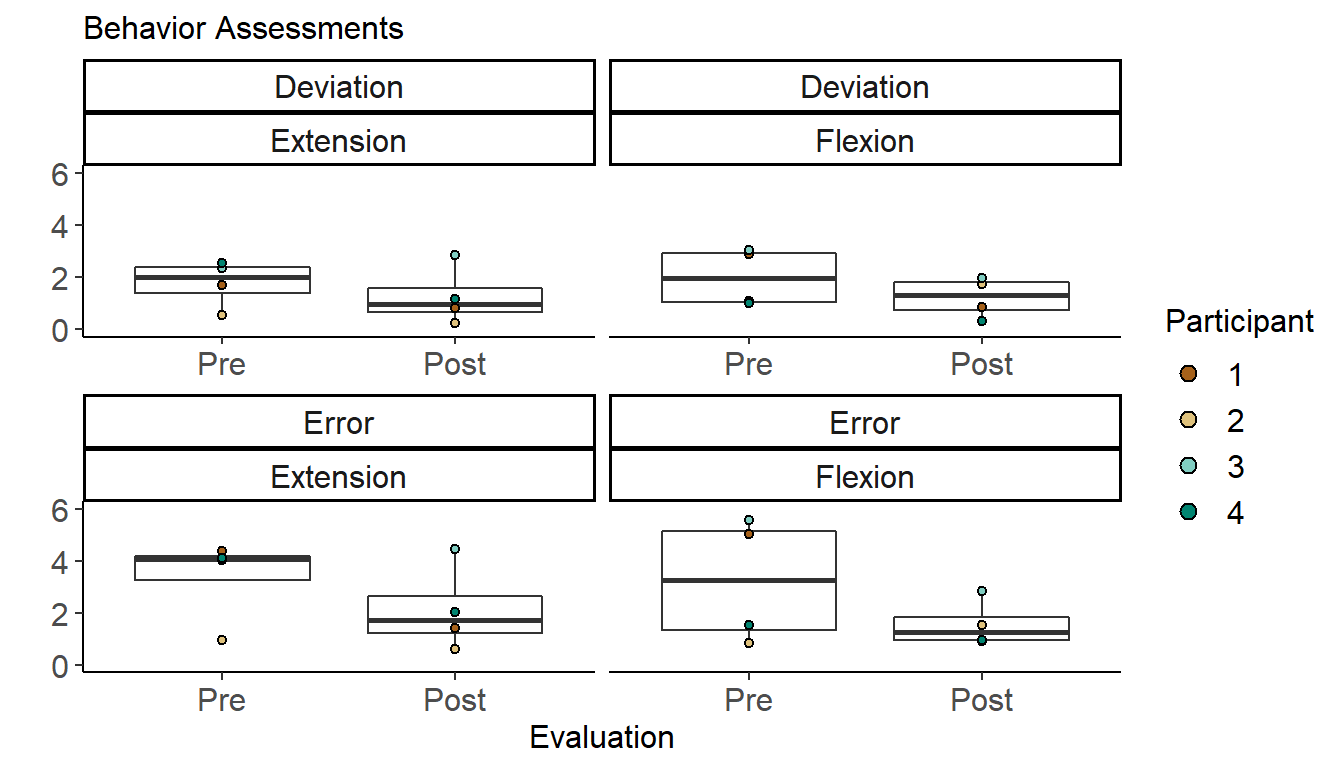 Behavior Assessments
Deviation
Deviation
Extension
Flexion
6
4
2
0
Pre
Post
Pre
Post
Error
Error
Extension
Flexion
6
4
2
0
Pre
Post
Pre
Post
Evaluation
Participant
1
2
3
4